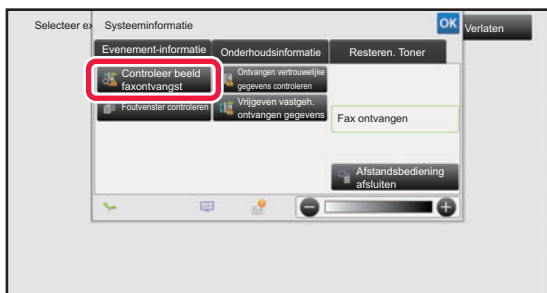 Selecteer ex
Systeeminformatie
OK
Verlaten
Evenement-informatie
Onderhoudsinformatie
Resteren. Toner
Controleer beeld
faxontvangst
Ontvangen vertrouwelijke
gegevens controleren
Foutvenster controleren
Vrijgeven vastgeh.
ontvangen gegevens
Fax ontvangen
Afstandsbediening
afsluiten